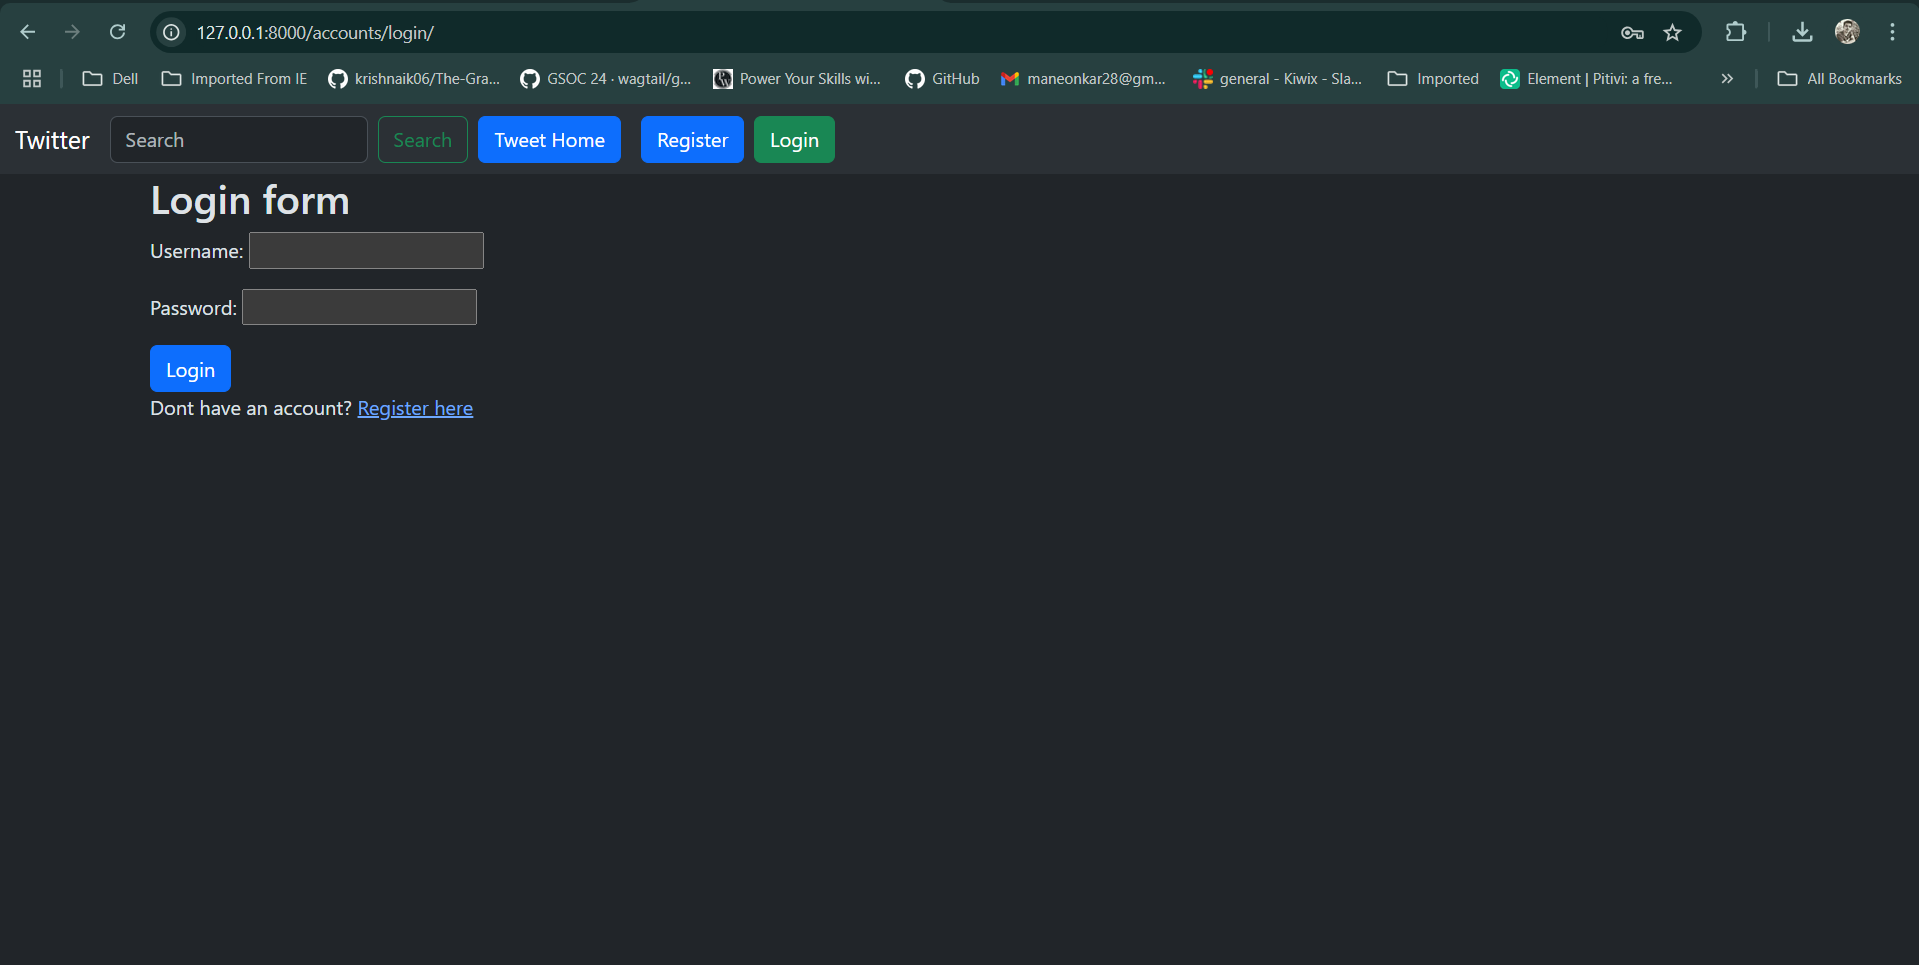 127.0.0.1:8000/accounts/login/
Dell Imported From IE krishnaik06/The-Gra... GSOC 24 · wagtail/g... Power Your Skills wi... GitHub maneonkar28@gm... general - Kiwix - Sla... Imported Element | Pitivi: a fre... » All Bookmarks
Twitter Search Search Tweet Home Register Login
Login form
Username:
Password:
Login
Dont have an account? Register here